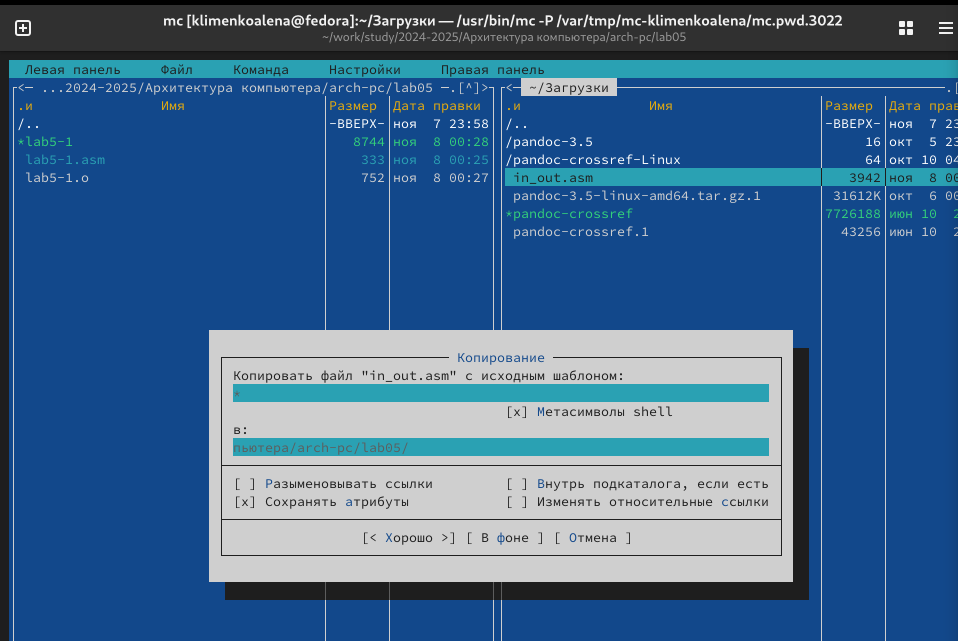 mc [klimenkoalena@fedora]:~/Загрузки — /usr/bin/mc -P /var/tmp/mc-klimenkoalena/mc.pwd.3022
~/work/study/2024-2025/Архитектура компьютера/arch-pc/lab05
Левая панель Файл Команда Настройки Правая панель
<— ...2024-2025/Архитектура компьютера/arch-pc/lab05 —.[^]>
.и Имя Размер Дата правки
/.. -ВВЕРХ- ноя 7 23:58
*lab5-1 8744 ноя 8 00:28
lab5-1.asm 333 ноя 8 00:25
lab5-1.o 752 ноя 8 00:27
<— ~/Загрузки .[
.и Имя Размер Дата прав
/.. -ВВЕРХ- ноя 7 23
/pandoc-3.5 16 окт 5 23
/pandoc-crossref-Linux 64 окт 10 04
in_out.asm 3942 ноя 8 00
pandoc-3.5-linux-amd64.tar.gz.1 31612K окт 6 00
*pandoc-crossref 7726188 июн 10 2
pandoc-crossref.1 43256 июн 10 2
Копирование
Копировать файл "in_out.asm" с исходным шаблоном:
*
[x] Метасимволы shell
в:
пьютера/arch-pc/lab05/
[ ] Разыменовывать ссылки [ ] Внутрь подкаталога, если есть
[x] Сохранять атрибуты [ ] Изменять относительные ссылки
[< Хорошо >] [ В фоне ] [ Отмена ]